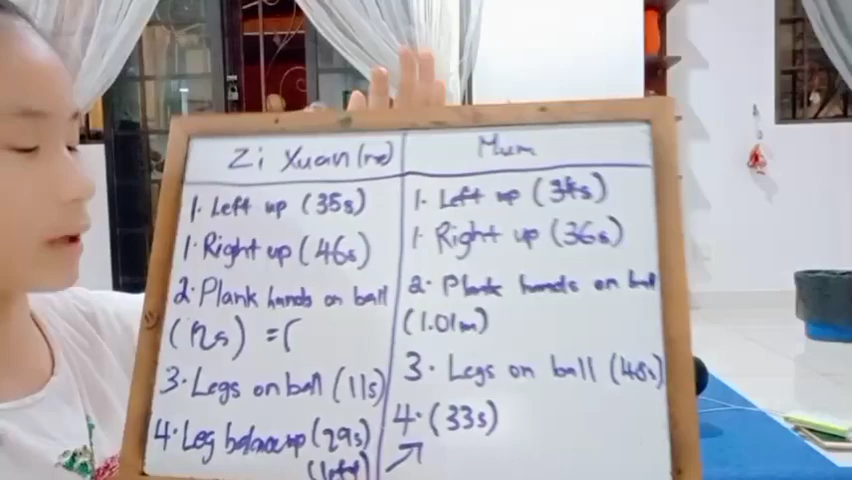 Zi Xuan (me)
1. Left up (35s)
1. Right up (46s)
2. Plank hands on ball
(12s) =(
3. Legs on ball (11s)
4. Leg balance up (29s)
(left)
Mum
1. Left up (34s)
1. Right up (36s)
2. Plank hands on ball
(1.01m)
3. Legs on ball (48s)
4. (33s)